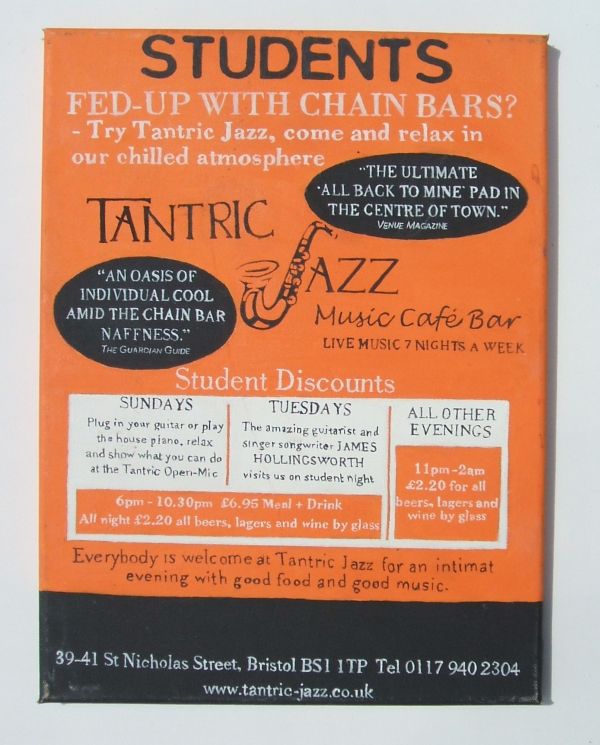 STUDENTS
FED-UP WITH CHAIN BARS?
- Try Tantric Jazz, come and relax in
our chilled atmosphere
"THE ULTIMATE
'ALL BACK TO MINE' PAD IN
THE CENTRE OF TOWN."
VENUE MAGAZINE
TANTRIC
JAZZ
"AN OASIS OF
INDIVIDUAL COOL
AMID THE CHAIN BAR
NAFFNESS."
THE GUARDIAN GUIDE
Music Café Bar
LIVE MUSIC 7 NIGHTS A WEEK
Student Discounts
SUNDAYS
Plug in your guitar or play
the house piano, relax
and show what you can do
at the Tantric Open-Mic
TUESDAYS
The amazing guitarist and
singer songwriter JAMES
HOLLINGSWORTH
visits us on student night
6pm - 10.30pm £6.95 Meal + Drink
All night £2.20 all beers, lagers and wine by glass
ALL OTHER
EVENINGS
11pm-2am
£2.20 for all
beers, lagers and
wine by glass
Everybody is welcome at Tantric Jazz for an intimat
evening with good food and good music.
39-41 St Nicholas Street, Bristol BS1 1TP Tel 0117 940 2304
www.tantric-jazz.co.uk